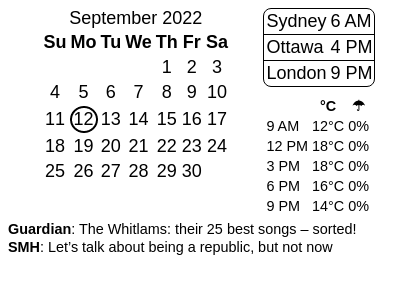 September 2022
Su Mo Tu We Th Fr Sa
1 2 3
4 5 6 7 8 9 10
11 12 13 14 15 16 17
18 19 20 21 22 23 24
25 26 27 28 29 30
Sydney 6 AM
Ottawa 4 PM
London 9 PM
°C ☂
9 AM 12°C 0%
12 PM 18°C 0%
3 PM 18°C 0%
6 PM 16°C 0%
9 PM 14°C 0%
Guardian: The Whitlams: their 25 best songs – sorted!
SMH: Let’s talk about being a republic, but not now